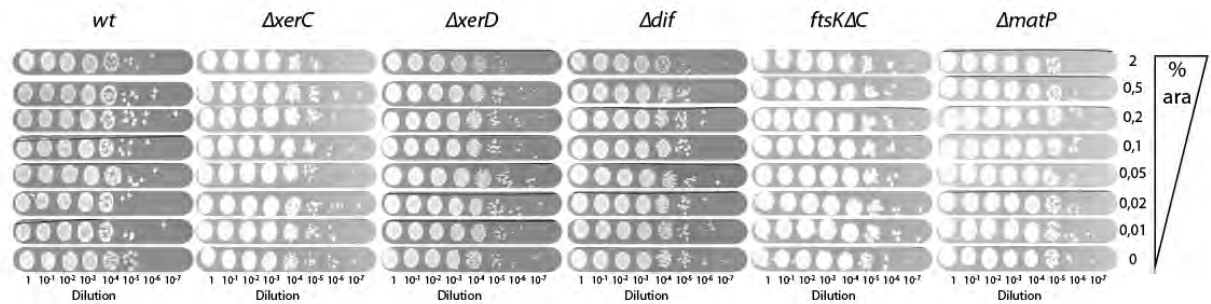 wt ΔxerC ΔxerD Δdif ftsKΔC ΔmatP
2 %
0,5 ara
0,2
0,1
0,05
0,02
0,01
0
1 10⁻¹ 10⁻² 10⁻³ 10⁻⁴ 10⁻⁵ 10⁻⁶ 10⁻⁷ 1 10⁻¹ 10⁻² 10⁻³ 10⁻⁴ 10⁻⁵ 10⁻⁶ 10⁻⁷ 1 10⁻¹ 10⁻² 10⁻³ 10⁻⁴ 10⁻⁵ 10⁻⁶ 10⁻⁷ 1 10⁻¹ 10⁻² 10⁻³ 10⁻⁴ 10⁻⁵ 10⁻⁶ 10⁻⁷ 1 10⁻¹ 10⁻² 10⁻³ 10⁻⁴ 10⁻⁵ 10⁻⁶ 10⁻⁷ 1 10⁻¹ 10⁻² 10⁻³ 10⁻⁴ 10⁻⁵ 10⁻⁶ 10⁻⁷
Dilution Dilution Dilution Dilution Dilution Dilution